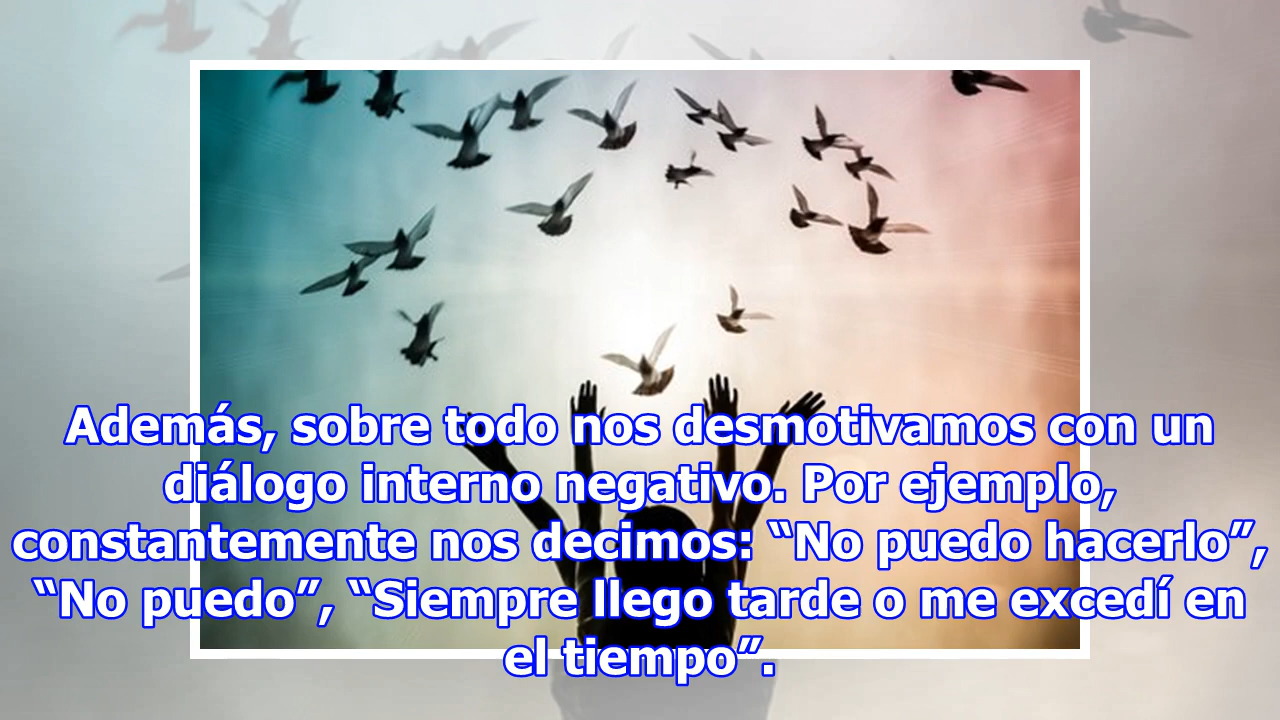 Además, sobre todo nos desmotivamos con un
diálogo interno negativo. Por ejemplo,
constantemente nos decimos: “No puedo hacerlo”,
“No puedo”, “Siempre llego tarde o me excedí en
el tiempo”.